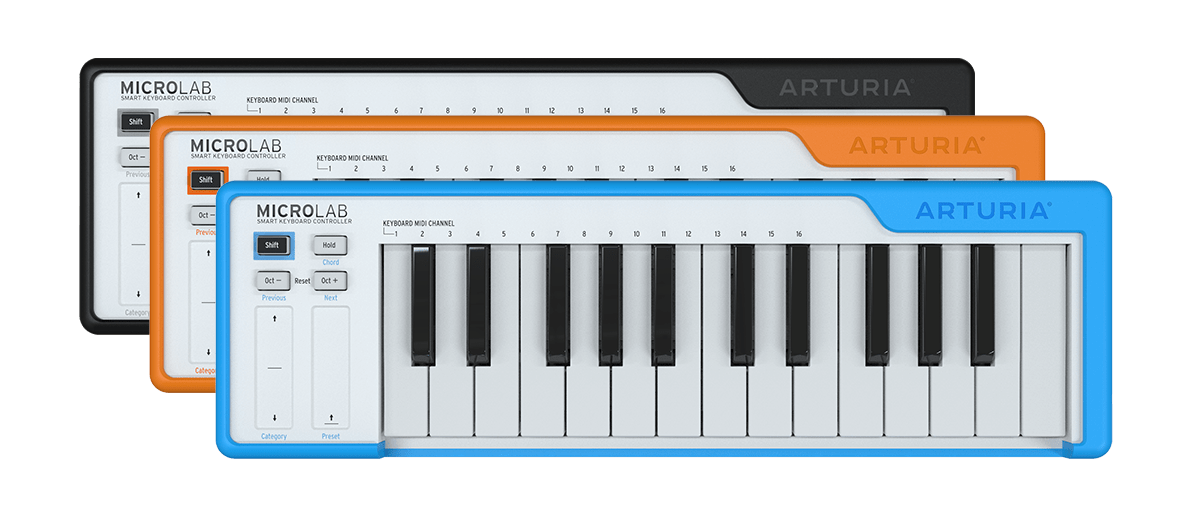 MICROLAB
SMART KEYBOARD CONTROLLER
ARTURIA
KEYBOARD MIDI CHANNEL
1 2 3 4 5 6 7 8 9 10 11 12 13 14 15 16
Shift
Oct −
Previous
↑
↓
Category
MICROLAB
SMART KEYBOARD CONTROLLER
ARTURIA
KEYBOARD MIDI CHANNEL
1 2 3 4 5 6 7 8 9 10 11 12 13 14 15 16
Shift Hold
Oct −
↑
↓
MICROLAB
SMART KEYBOARD CONTROLLER
ARTURIA
KEYBOARD MIDI CHANNEL
1 2 3 4 5 6 7 8 9 10 11 12 13 14 15 16
Shift Hold
Chord
Oct − Reset Oct +
Previous Next
↑
↓ ↑
Category Preset